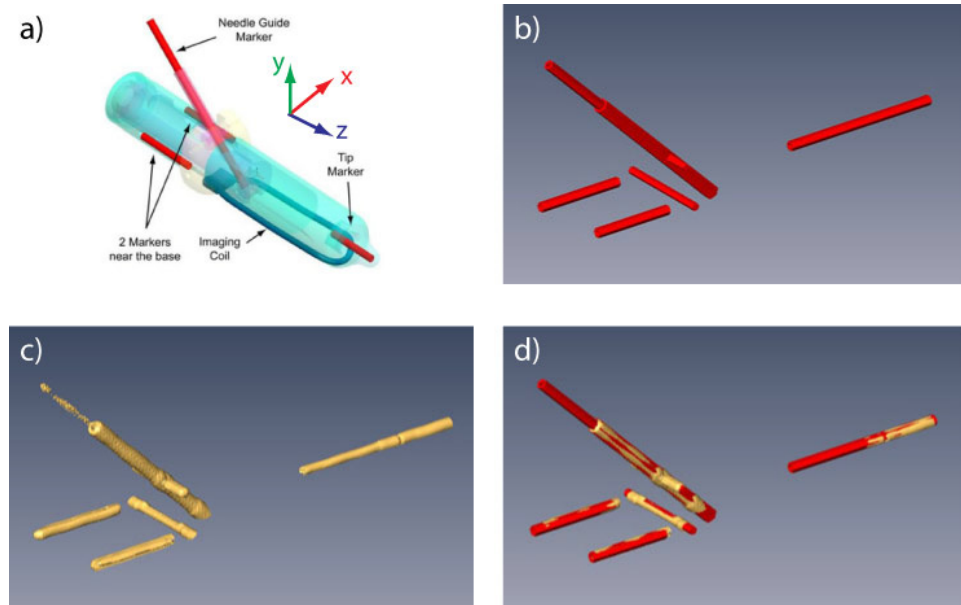 a)
Needle Guide
Marker
y
x
z
Tip
Marker
2 Markers
near the base
Imaging
Coil
b)
c)
d)